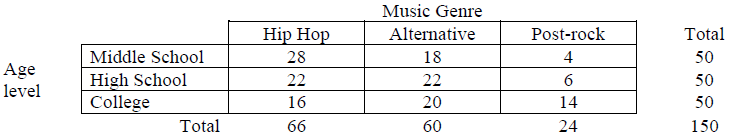 Music Genre
Hip Hop Alternative Post-rock Total
Age level
Middle School 28 18 4 50
High School 22 22 6 50
College 16 20 14 50
Total 66 60 24 150